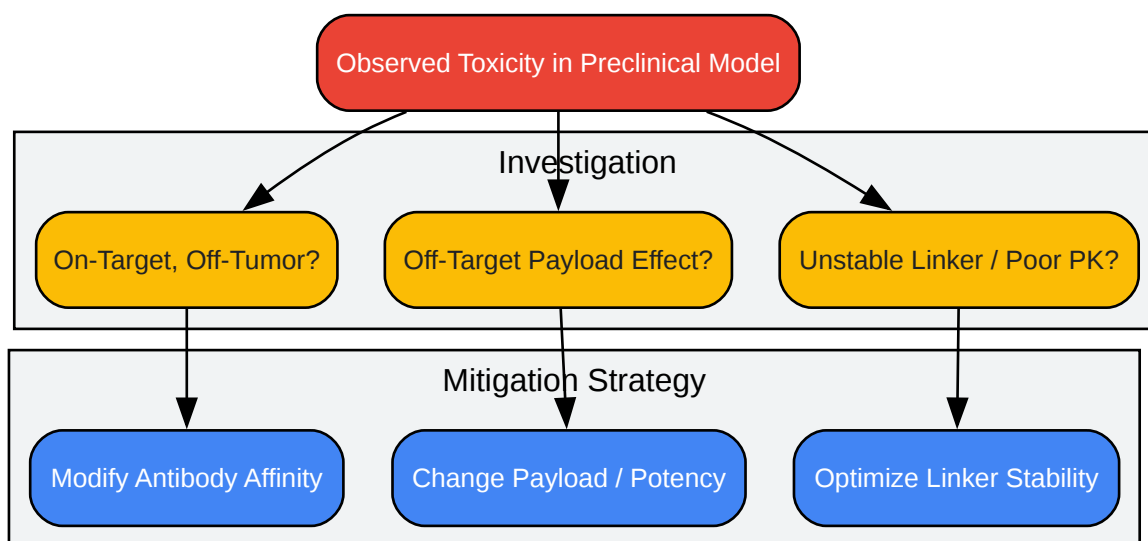 Observed Toxicity in Preclinical Model
Investigation
On-Target, Off-Tumor?
Off-Target Payload Effect?
Unstable Linker / Poor PK?
Mitigation Strategy
Modify Antibody Affinity
Change Payload / Potency
Optimize Linker Stability